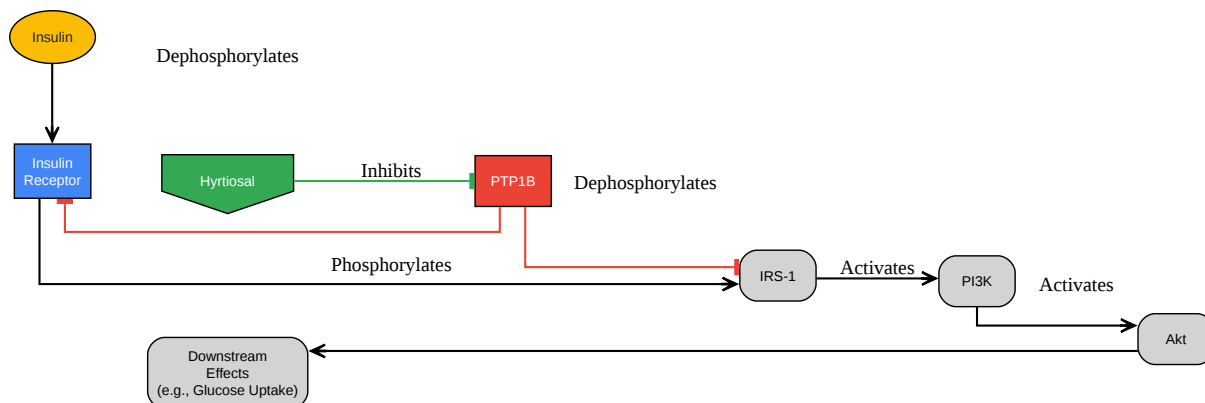 Insulin
Dephosphorylates
Insulin
Receptor
Hyrtiosal
Inhibits
PTP1B
Dephosphorylates
Phosphorylates
IRS-1
Activates
PI3K
Activates
Akt
Downstream
Effects
(e.g., Glucose Uptake)